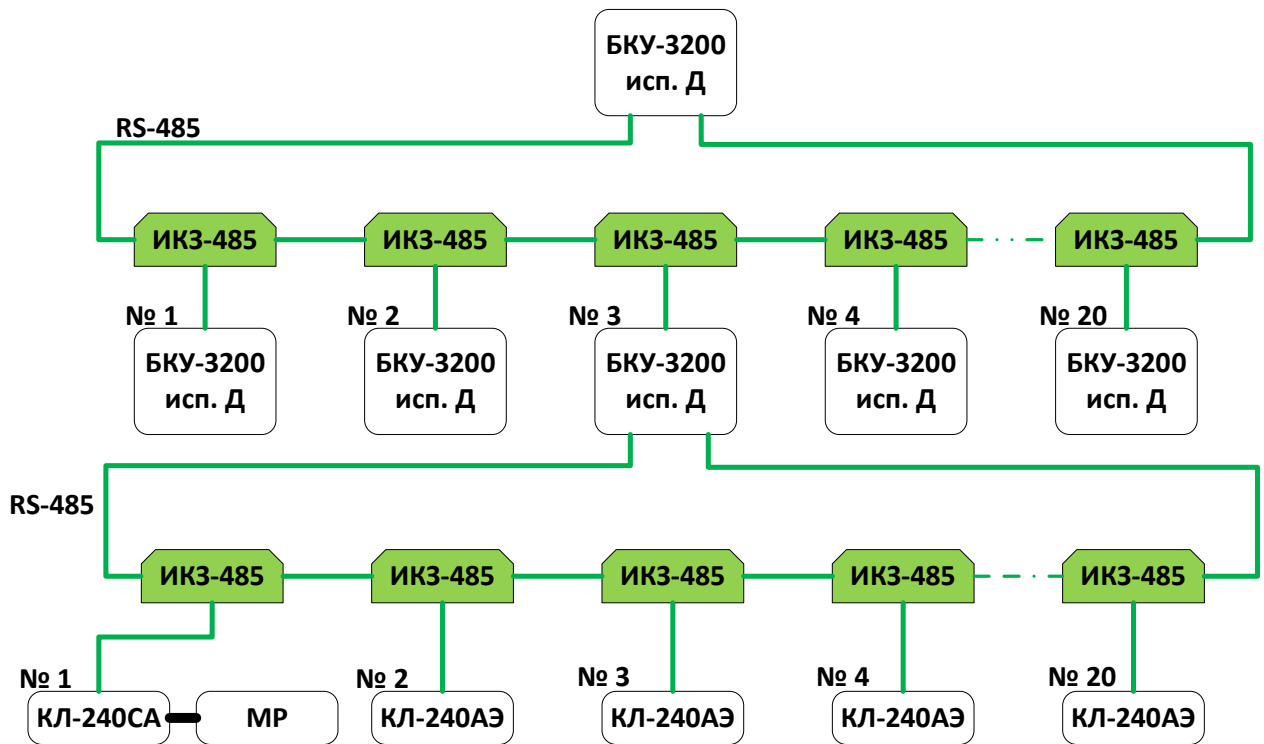 БКУ-3200
исп. Д
RS-485
ИКЗ-485 ИКЗ-485 ИКЗ-485 ИКЗ-485 ИКЗ-485
№ 1 № 2 № 3 № 4 № 20
БКУ-3200 БКУ-3200 БКУ-3200 БКУ-3200 БКУ-3200
исп. Д исп. Д исп. Д исп. Д исп. Д
RS-485
ИКЗ-485 ИКЗ-485 ИКЗ-485 ИКЗ-485 ИКЗ-485
№ 1 № 2 № 3 № 4 № 20
КЛ-240СА МР КЛ-240АЭ КЛ-240АЭ КЛ-240АЭ КЛ-240АЭ